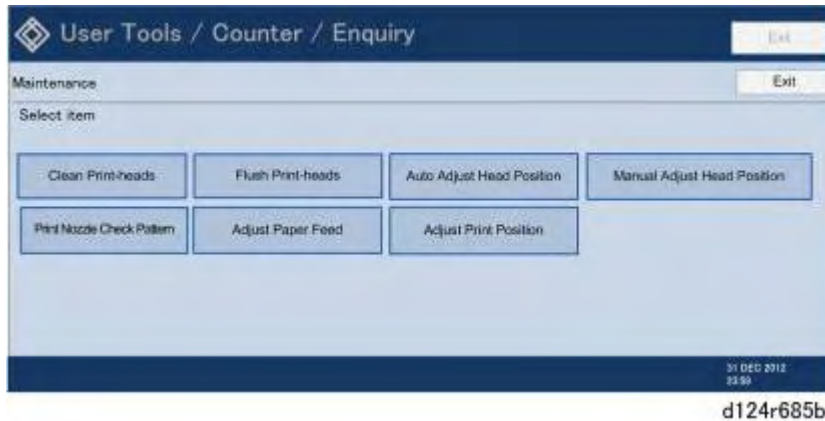 User Tools / Counter / Enquiry
Exit
Maintenance
Exit
Select item
Clean Print-heads
Flush Print-heads
Auto Adjust Head Position
Manual Adjust Head Position
Print Nozzle Check Pattern
Adjust Paper Feed
Adjust Print Position
31 DEC 2012
23:59
d124r685b